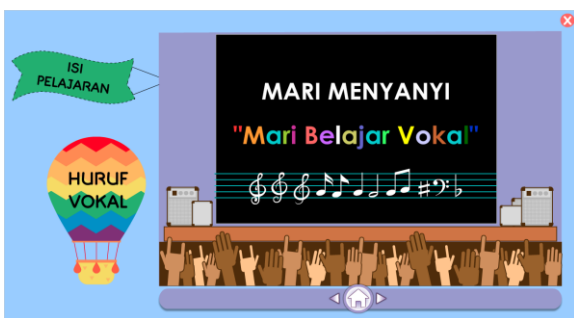 ISI
PELAJARAN
HURUF
VOKAL
MARI MENYANYI
"Mari Belajar Vokal"